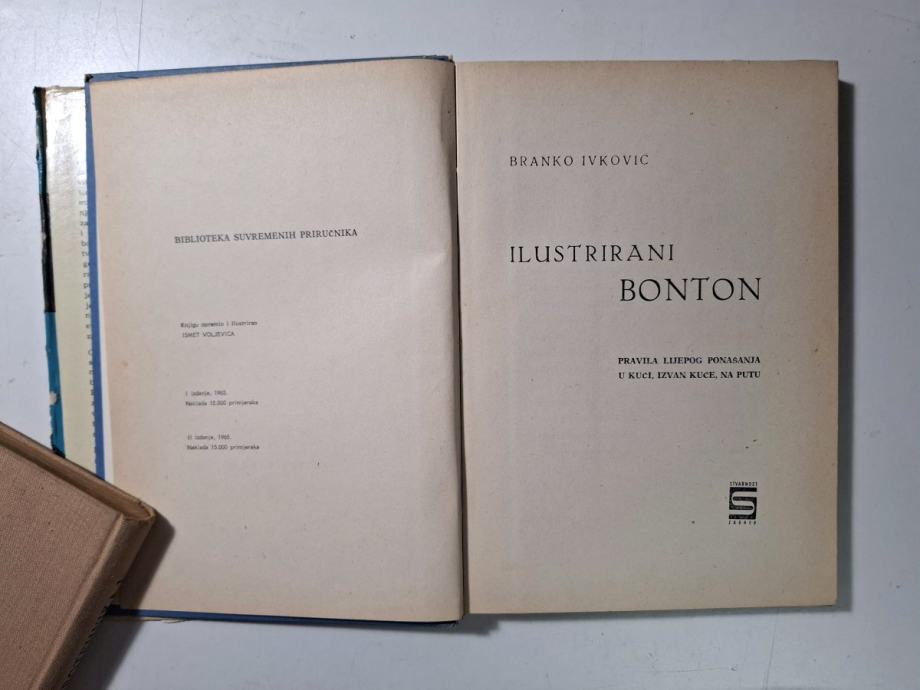 BIBLIOTEKA SUVREMENIH PRIRUČNIKA
Knjigu opremio i ilustrirao
ISMET VOLJEVICA
I izdanje, 1960.
Naklada 10.000 primjeraka
II izdanje, 1960.
Naklada 15.000 primjeraka
BRANKO IVKOVIĆ
ILUSTRIRANI
BONTON
PRAVILA LIJEPOG PONAŠANJA
U KUĆI, IZVAN KUĆE, NA PUTU
STVARNOST
S
ZAGREB